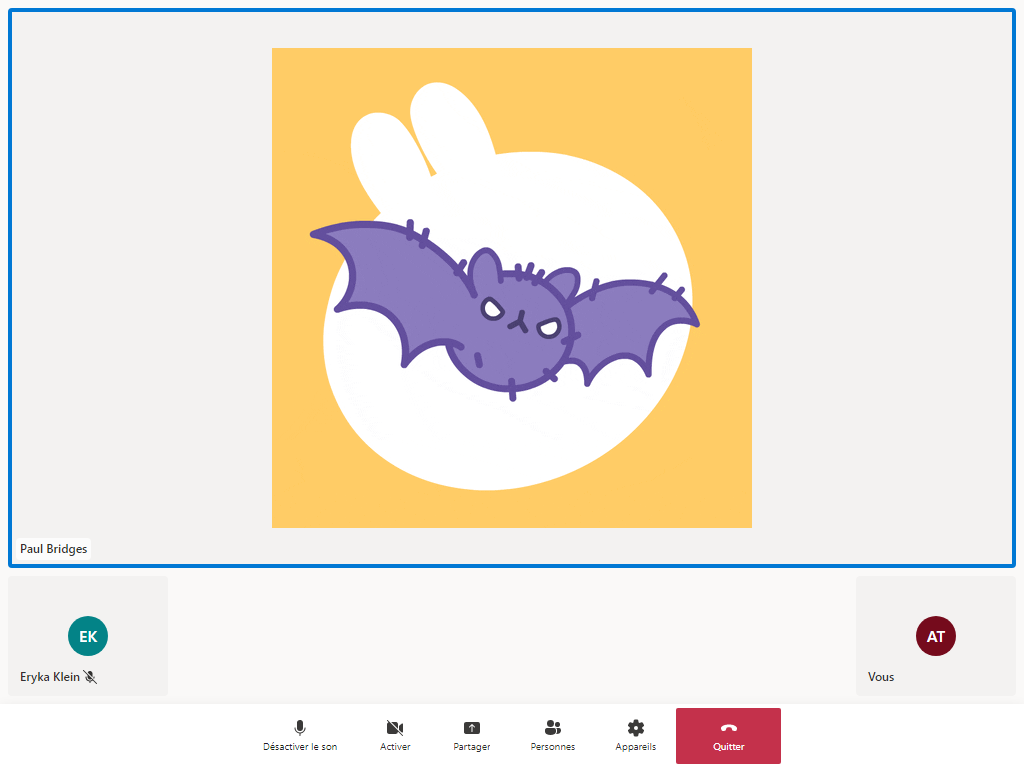 Paul Bridges
EK
AT
Eryka Klein
Vous
Désactiver le son
Activer
Partager
Personnes
Appareils
Quitter